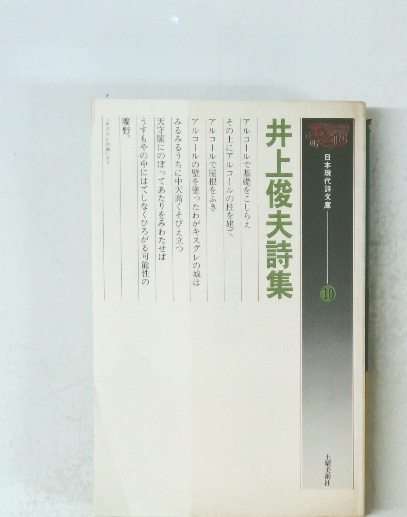 日本現代詩文庫
10
土曜美術社
井上俊夫詩集
アルコールで基礎をこしらえ
その上にアルコールの柱を建て、
アルコールで屋根をふき
アルコールの壁を塗ったわがキスグレの城は
みるみるうちに中天高くそびえ立つ
天守閣にのぼってあたりをみわたせば
うすもやの中にはてしなくひろがる可能性の
曠野。